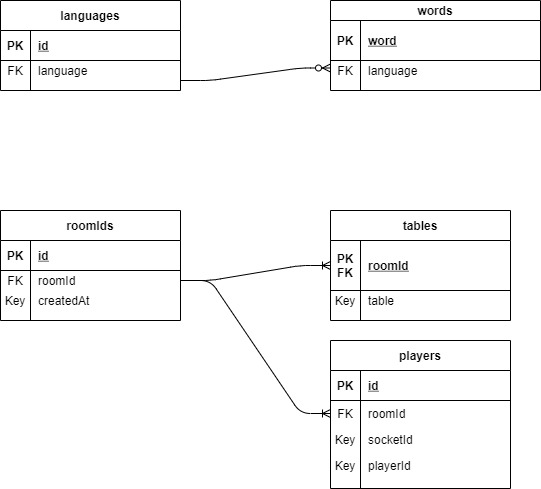 languages
PK id
FK language
words
PK word
FK language
roomIds
PK id
FK roomId
Key createdAt
tables
PK
FK roomId
Key table
players
PK id
FK roomId
Key socketId
Key playerId